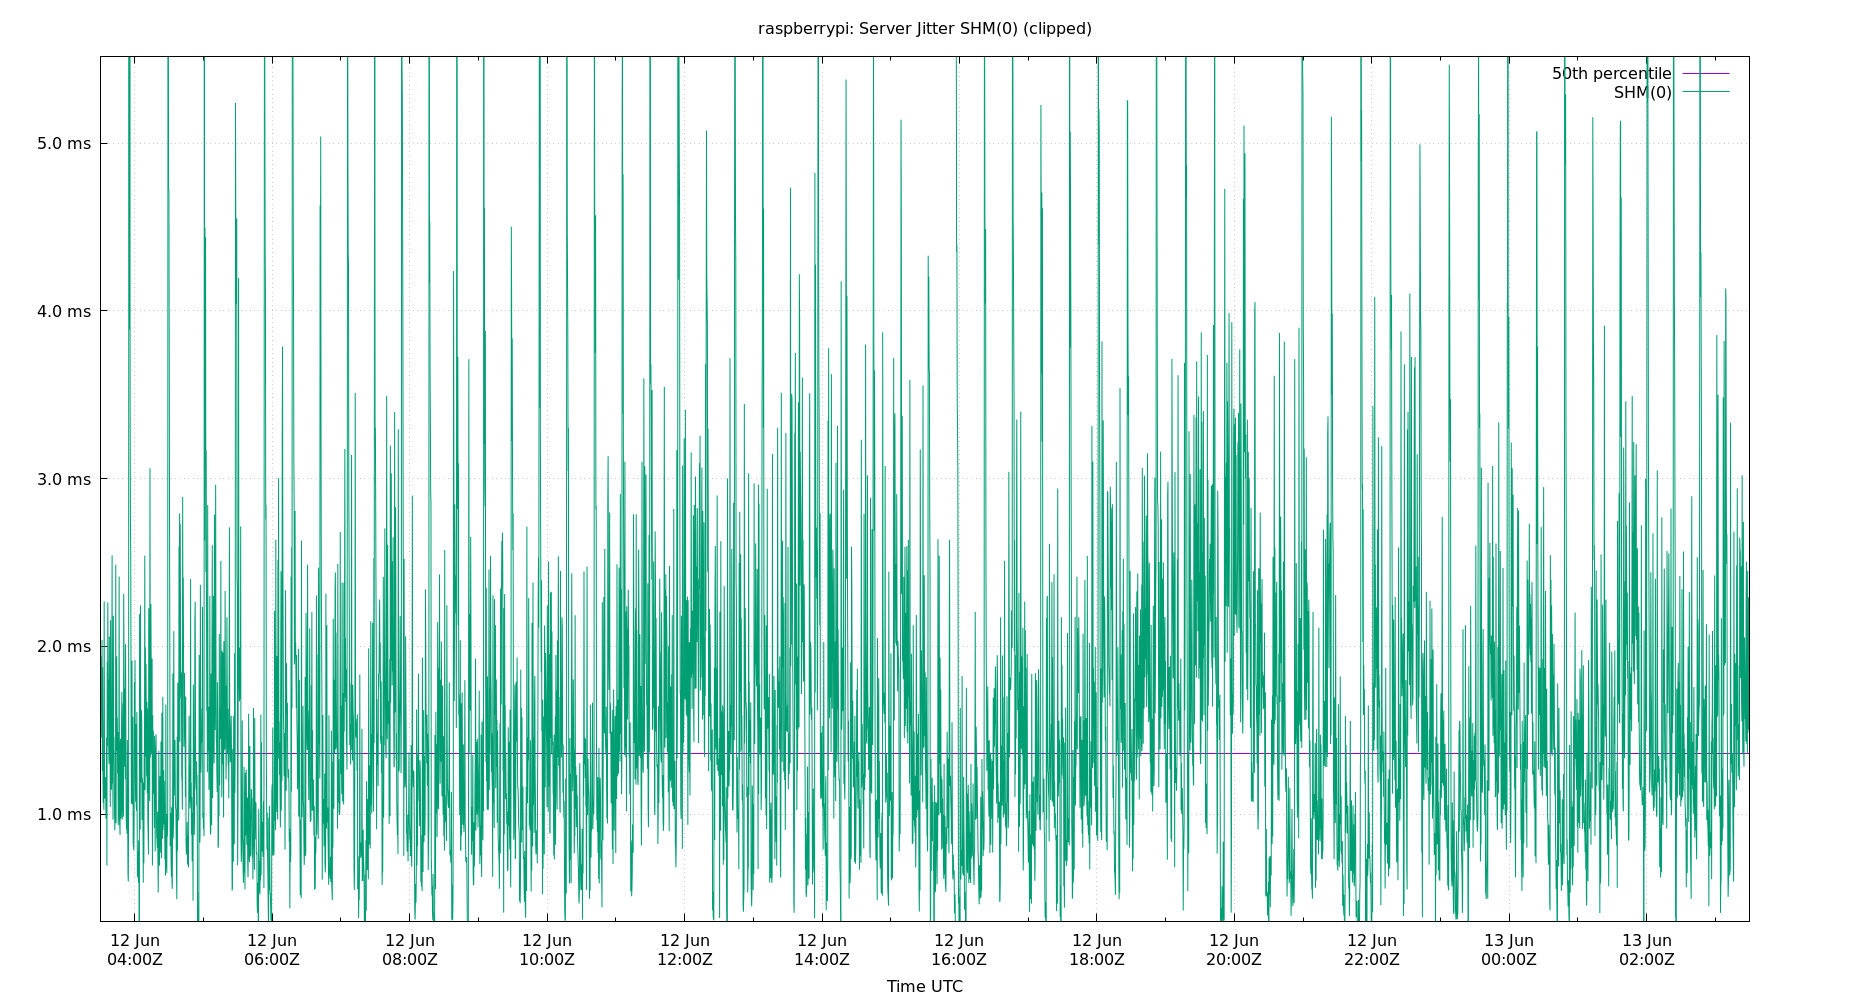 raspberrypi: Server Jitter SHM(0) (clipped)
50th percentile
SHM(0)
5.0 ms
4.0 ms
3.0 ms
2.0 ms
1.0 ms
12 Jun 12 Jun 12 Jun 12 Jun 12 Jun 12 Jun 12 Jun 12 Jun 12 Jun 12 Jun 13 Jun 13 Jun
04:00Z 06:00Z 08:00Z 10:00Z 12:00Z 14:00Z 16:00Z 18:00Z 20:00Z 22:00Z 00:00Z 02:00Z
Time UTC